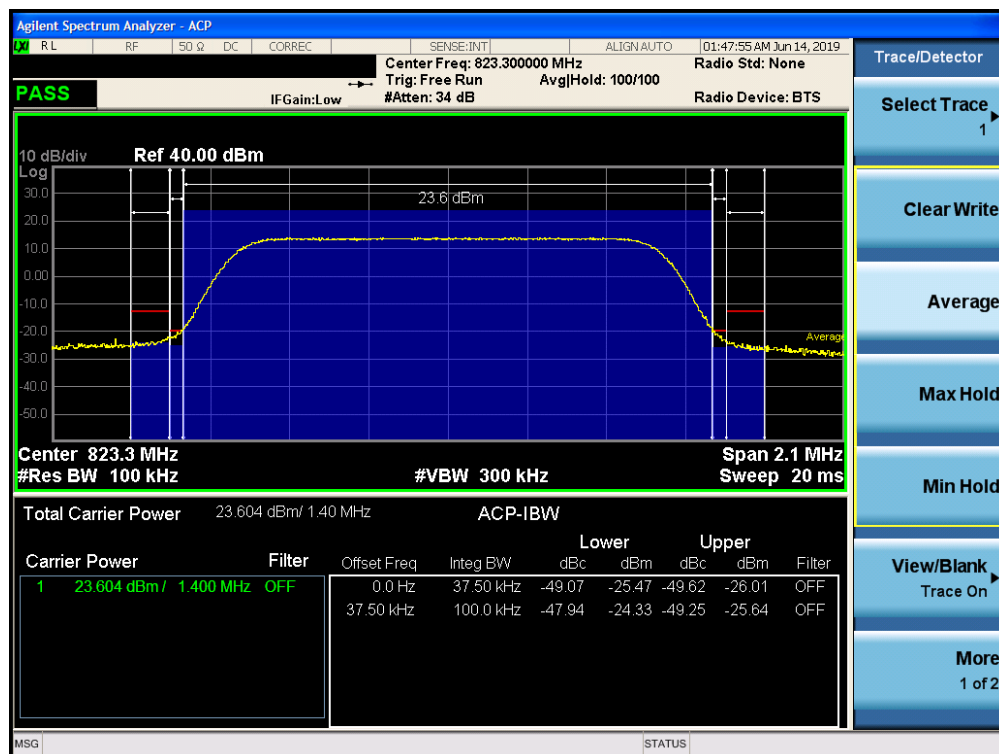 Agilent Spectrum Analyzer - ACP
LXI RL RF 50 Ω DC CORREC SENSE:INT ALIGN AUTO 01:47:55 AM Jun 14, 2019
Center Freq: 823.300000 MHz Radio Std: None
Trig: Free Run Avg|Hold: 100/100
PASS IFGain:Low #Atten: 34 dB Radio Device: BTS
10 dB/div Ref 40.00 dBm
Log
23.6 dBm
30.0
20.0
10.0
0.00
-10.0
-20.0
-30.0
-40.0
-50.0
Average
Center 823.3 MHz Span 2.1 MHz
#Res BW 100 kHz #VBW 300 kHz Sweep 20 ms
Total Carrier Power 23.604 dBm/ 1.40 MHz ACP-IBW
Lower Upper
Carrier Power Filter Offset Freq Integ BW dBc dBm dBc dBm Filter
1 23.604 dBm / 1.400 MHz OFF 0.0 Hz 37.50 kHz -49.07 -25.47 -49.62 -26.01 OFF
37.50 kHz 100.0 kHz -47.94 -24.33 -49.25 -25.64 OFF
MSG STATUS
Trace/Detector
Select Trace
1
Clear Write
Average
Max Hold
Min Hold
View/Blank
Trace On
More
1 of 2